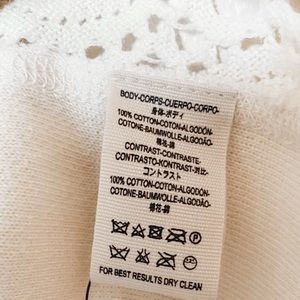 BODY-CORPS-CUERPO-CORPO-
身体-ボディ
100% COTTON-COTON-ALGODÓN-
COTONE-BAUMWOLLE-ALGODÃO-
棉花-綿
CONTRAST-CONTRASTE-
CONTRASTO-KONTRAST-对比-
コントラスト
100% COTTON-COTON-ALGODÓN-
COTONE-BAUMWOLLE-ALGODÃO-
棉花-綿
FOR BEST RESULTS DRY CLEAN